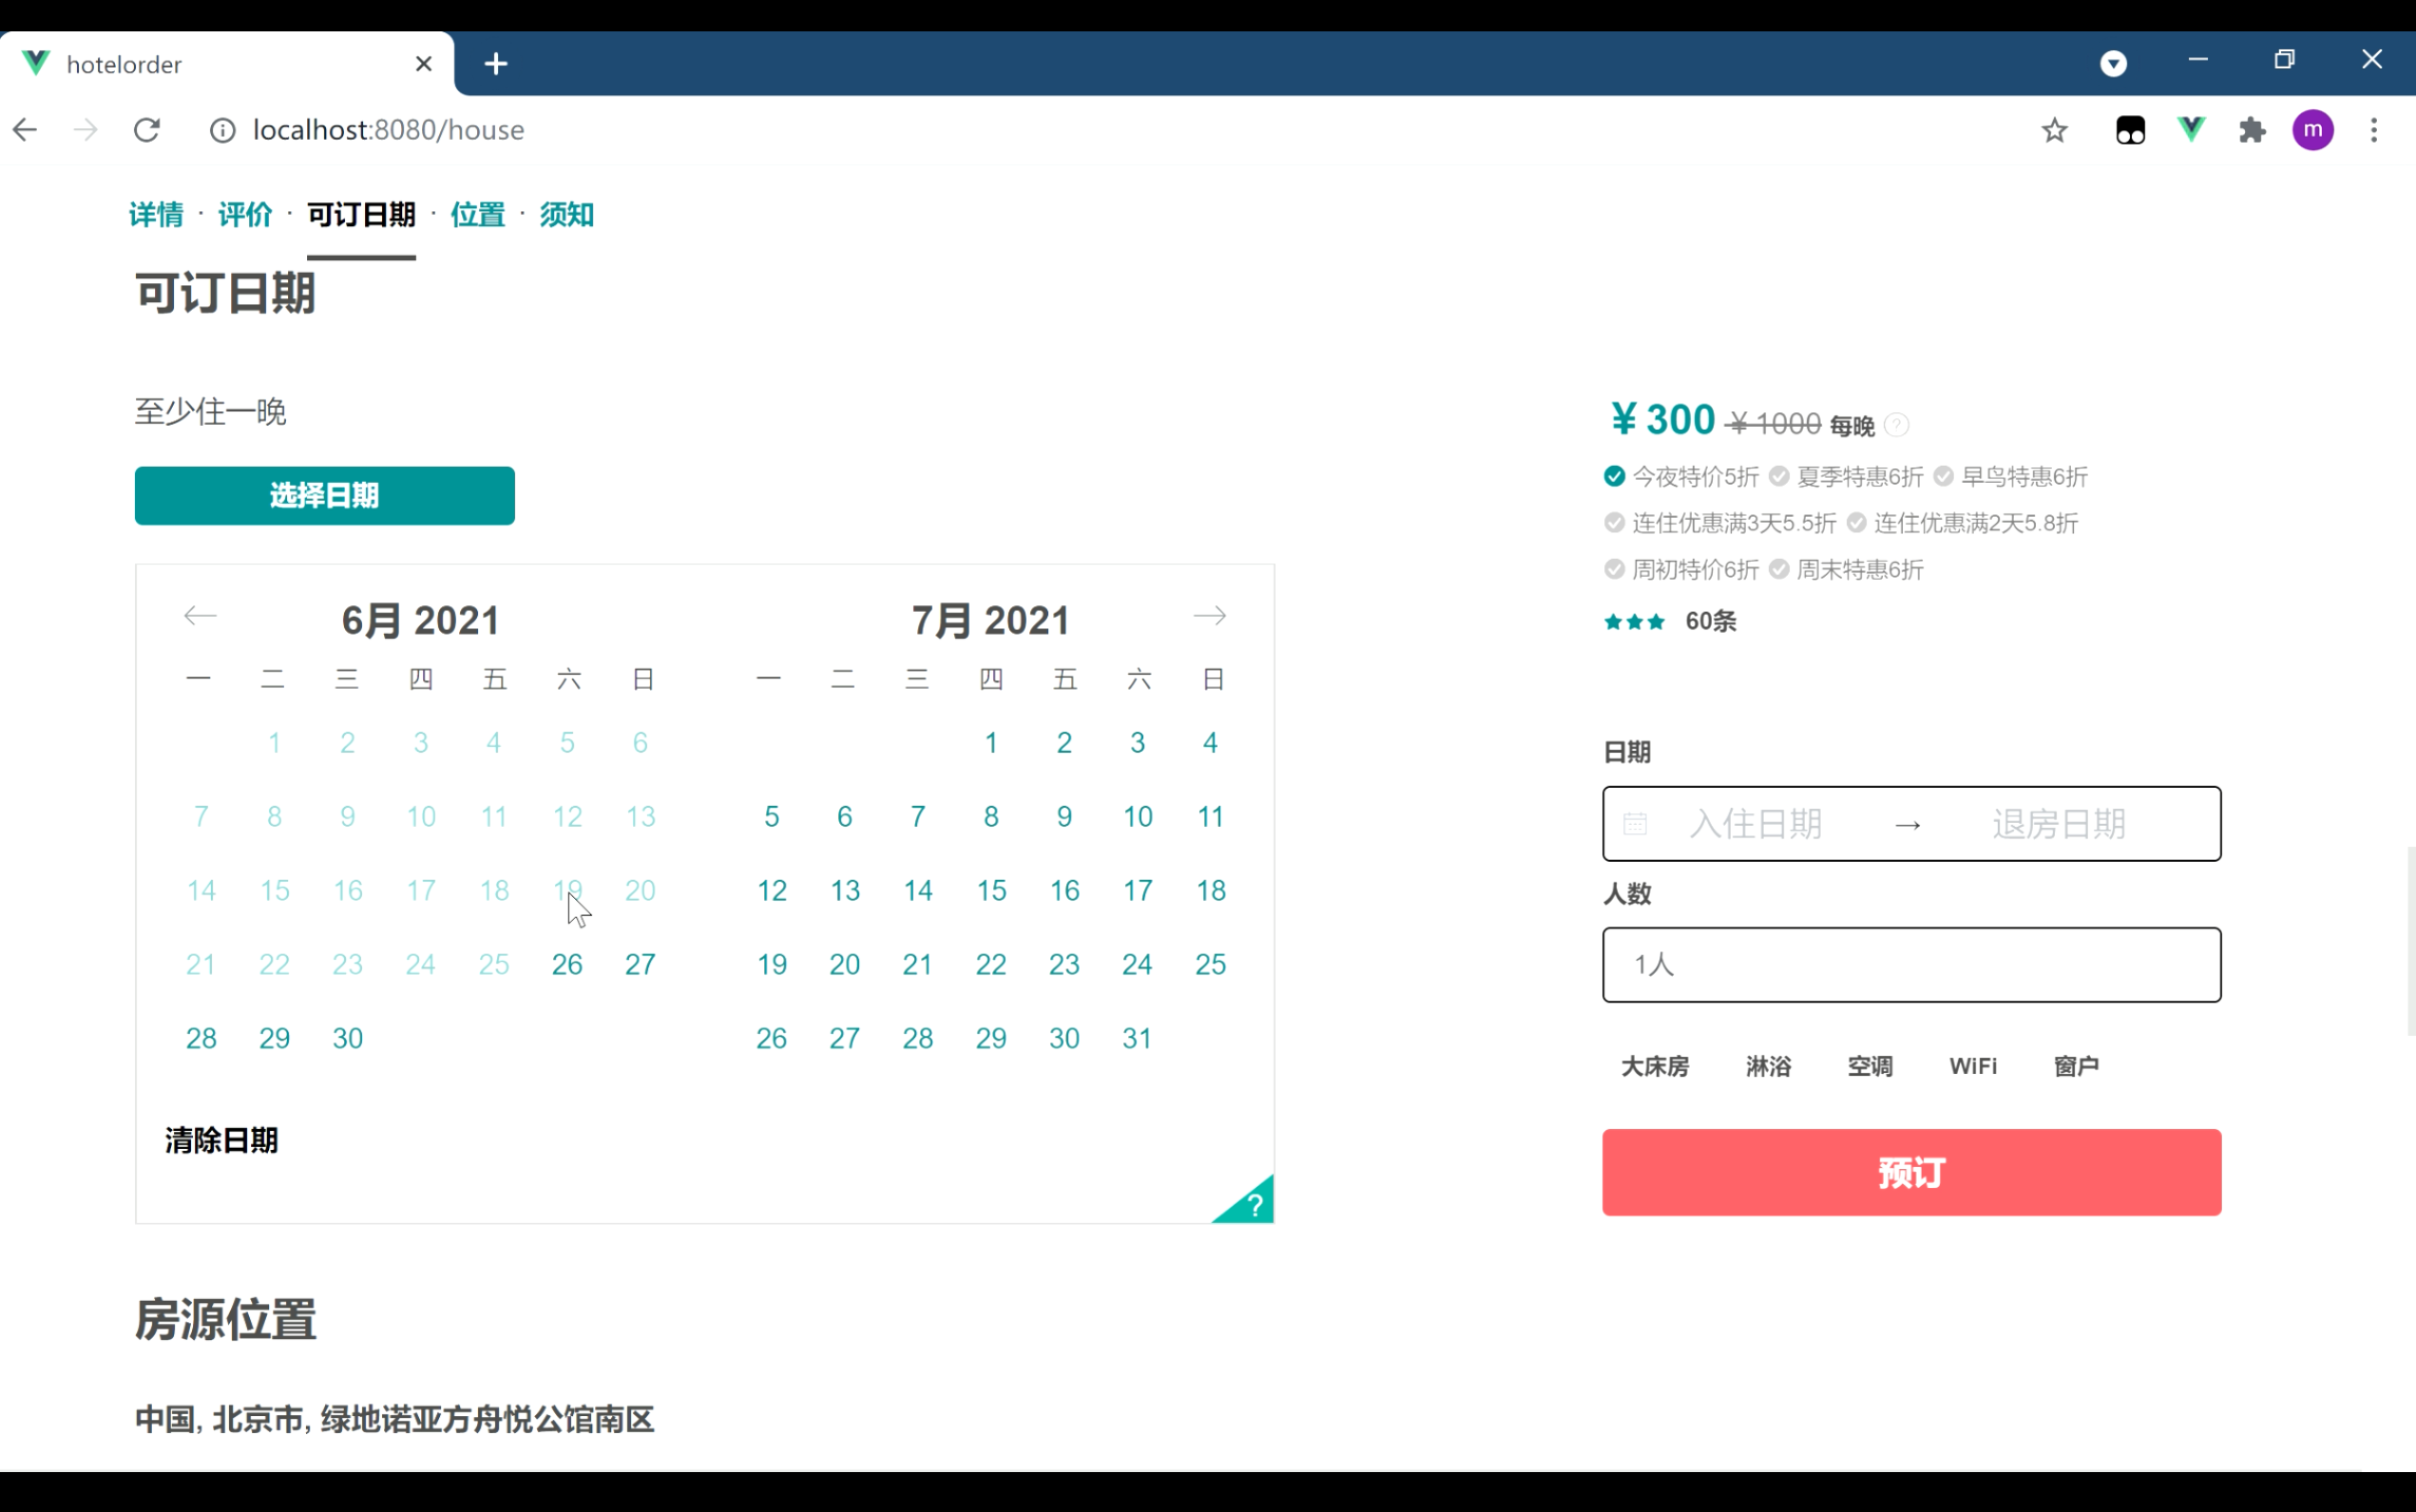 hotelorder
localhost:8080/house
m
详情 · 评价 · 可订日期 · 位置 · 须知
可订日期
至少住一晚
选择日期
6月 2021
一 二 三 四 五 六 日
1 2 3 4 5 6
7 8 9 10 11 12 13
14 15 16 17 18 19 20
21 22 23 24 25 26 27
28 29 30
7月 2021
一 二 三 四 五 六 日
1 2 3 4
5 6 7 8 9 10 11
12 13 14 15 16 17 18
19 20 21 22 23 24 25
26 27 28 29 30 31
清除日期
?
¥300 ¥1000 每晚 ?
今夜特价5折 夏季特惠6折 早鸟特惠6折
连住优惠满3天5.5折 连住优惠满2天5.8折
周初特价6折 周末特惠6折
60条
日期
入住日期 → 退房日期
人数
1人
大床房 淋浴 空调 WiFi 窗户
预订
房源位置
中国, 北京市, 绿地诺亚方舟悦公馆南区